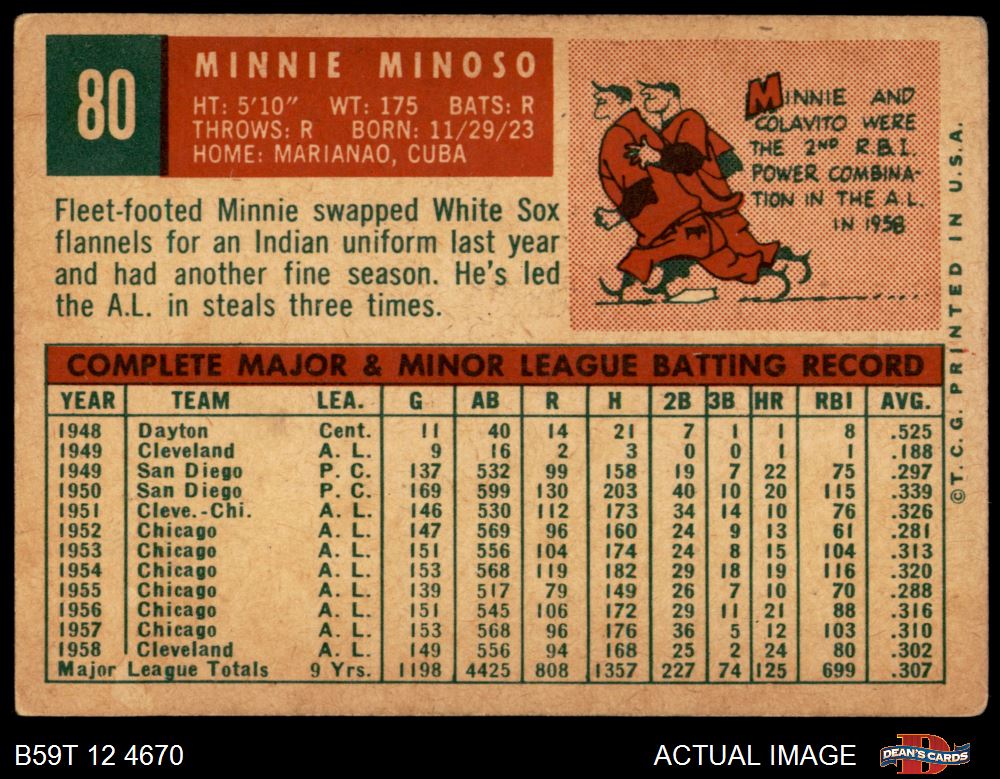 80
MINNIE MINOSO
HT: 5'10" WT: 175 BATS: R
THROWS: R BORN: 11/29/23
HOME: MARIANAO, CUBA
MINNIE AND
COLAVITO WERE
THE 2ND R.B.I.
POWER COMBINA-
TION IN THE A.L.
IN 1958
Fleet-footed Minnie swapped White Sox
flannels for an Indian uniform last year
and had another fine season. He's led
the A.L. in steals three times.
COMPLETE MAJOR & MINOR LEAGUE BATTING RECORD
YEAR TEAM LEA. G AB R H 2B 3B HR RBI AVG.
1948 Dayton Cent. 11 40 14 21 7 1 1 8 .525
1949 Cleveland A. L. 9 16 2 3 0 0 1 1 .188
1949 San Diego P. C. 137 532 99 158 19 7 22 75 .297
1950 San Diego P. C. 169 599 130 203 40 10 20 115 .339
1951 Cleve.-Chi. A. L. 146 530 112 173 34 14 10 76 .326
1952 Chicago A. L. 147 569 96 160 24 9 13 61 .281
1953 Chicago A. L. 151 556 104 174 24 8 15 104 .313
1954 Chicago A. L. 153 568 119 182 29 18 19 116 .320
1955 Chicago A. L. 139 517 79 149 26 7 10 70 .288
1956 Chicago A. L. 151 545 106 172 29 11 21 88 .316
1957 Chicago A. L. 153 568 96 176 36 5 12 103 .310
1958 Cleveland A. L. 149 556 94 168 25 2 24 80 .302
Major League Totals 9 Yrs. 1198 4425 808 1357 227 74 125 699 .307
©T.C.G. PRINTED IN U.S.A.
B59T 12 4670
ACTUAL IMAGE
DEAN'S CARDS